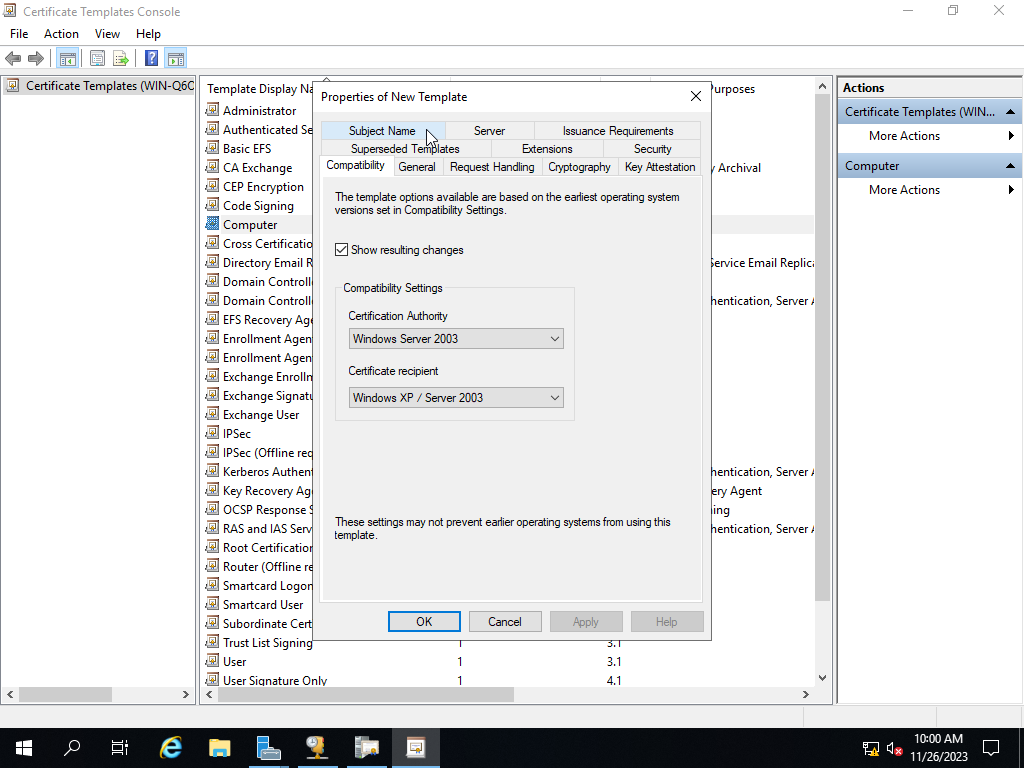 Certificate Templates Console
File Action View Help
Certificate Templates (WIN-Q6C
Template Display Na
Administrator
Authenticated Se
Basic EFS
CA Exchange
CEP Encryption
Code Signing
Computer
Cross Certificatio
Directory Email R
Domain Controll
Domain Controll
EFS Recovery Age
Enrollment Agen
Enrollment Agen
Exchange Enrolln
Exchange Signatu
Exchange User
IPSec
IPSec (Offline req
Kerberos Authent
Key Recovery Ag
OCSP Response S
RAS and IAS Serv
Root Certification
Router (Offline re
Smartcard Logon
Smartcard User
Subordinate Cert
Trust List Signing 1 3.1
User 1 3.1
User Signature Only 1 4.1
urposes
y Archival
Service Email Replica
hentication, Server A
hentication, Server A
ery Agent
ing
hentication, Server A
Properties of New Template
Subject Name Server Issuance Requirements
Superseded Templates Extensions Security
Compatibility General Request Handling Cryptography Key Attestation
The template options available are based on the earliest operating system
versions set in Compatibility Settings.
Show resulting changes
Compatibility Settings
Certification Authority
Windows Server 2003
Certificate recipient
Windows XP / Server 2003
These settings may not prevent earlier operating systems from using this
template.
OK Cancel Apply Help
Actions
Certificate Templates (WIN...
More Actions
Computer
More Actions
10:00 AM
11/26/2023